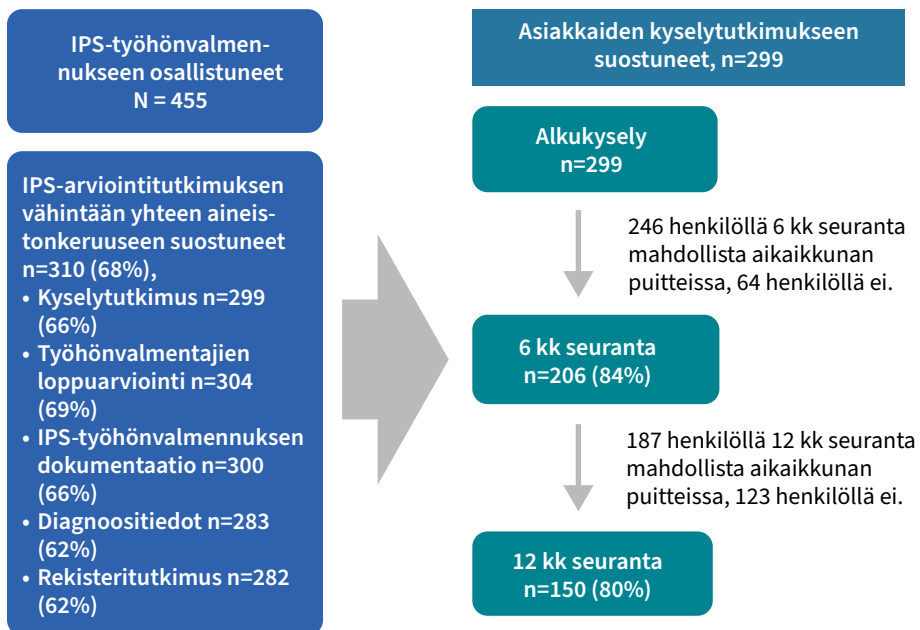 IPS-työhönvalmen-
nukseen osallistuneet
N = 455
IPS-arviointitutkimuksen
vähintään yhteen aineis-
tonkeruuseen suostuneet
n=310 (68%),
• Kyselytutkimus n=299
(66%)
• Työhönvalmentajien
loppuarviointi n=304
(69%)
• IPS-työhönvalmennuksen
dokumentaatio n=300
(66%)
• Diagnoositiedot n=283
(62%)
• Rekisteritutkimus n=282
(62%)
Asiakkaiden kyselytutkimukseen
suostuneet, n=299
Alkukysely
n=299
246 henkilöllä 6 kk seuranta
mahdollista aikaikkunan
puitteissa, 64 henkilöllä ei.
6 kk seuranta
n=206 (84%)
187 henkilöllä 12 kk seuranta
mahdollista aikaikkunan
puitteissa, 123 henkilöllä ei.
12 kk seuranta
n=150 (80%)